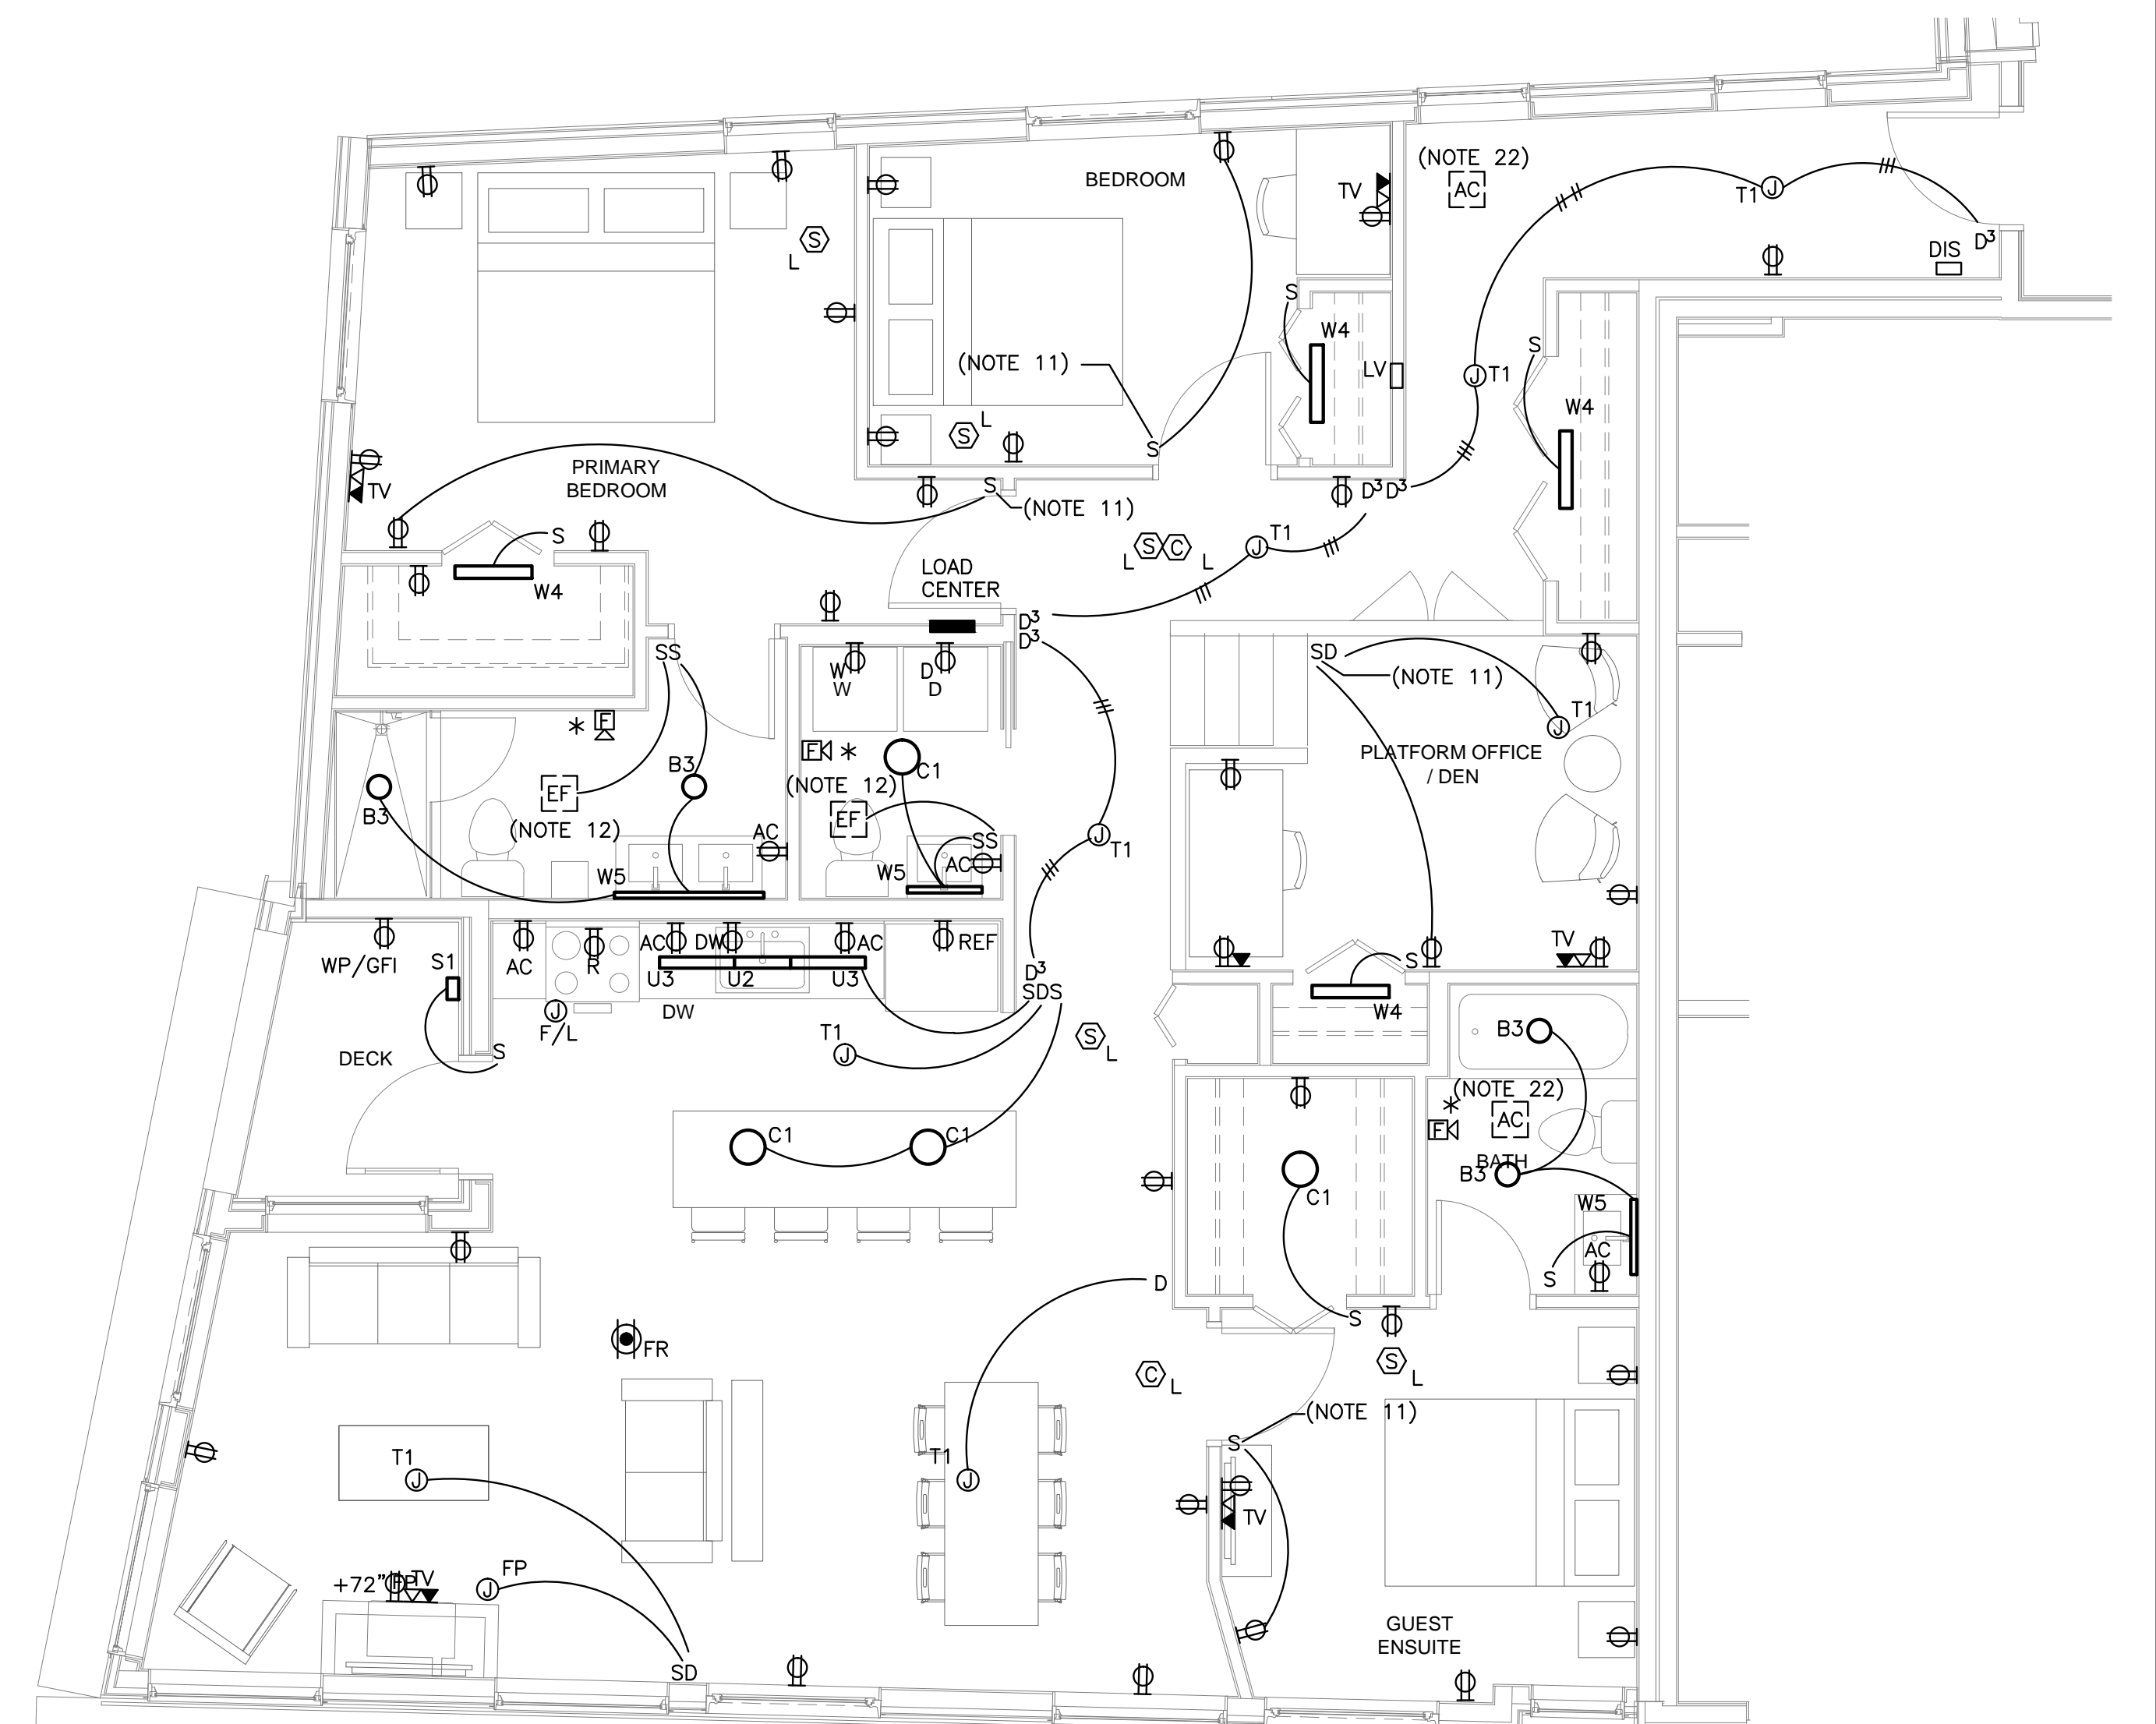 (NOTE 22)
AC
BEDROOM
TV
T1
J
D3
DIS
S
L
S
W4
LV
J
T1
S
W4
(NOTE 11)
S
L
S
PRIMARY
BEDROOM
TV
S
(NOTE 11)
D3
D3
S
W4
S
C
L
L
J
T1
LOAD
CENTER
D3
D3
SS
W
W
D
D
SD
(NOTE 11)
T1
J
PLATFORM OFFICE
/ DEN
*
F
F
*
C1
B3
B3
EF
(NOTE 12)
(NOTE 12)
EF
SS
AC
AC
W5
W5
J
T1
WP/GFI
S1
AC
R
AC
DW
AC
REF
U3
U2
U3
DW
J
F/L
D3
SDS
T1
J
S
L
TV
S
W4
DECK
S
B3
(NOTE 22)
*
F
AC
BATH
B3
C1
C1
C1
W5
AC
S
D
S
FR
C
L
S
L
(NOTE 11)
S
T1
J
T1
J
TV
FP
J
+72"
FP
TV
SD
GUEST
ENSUITE